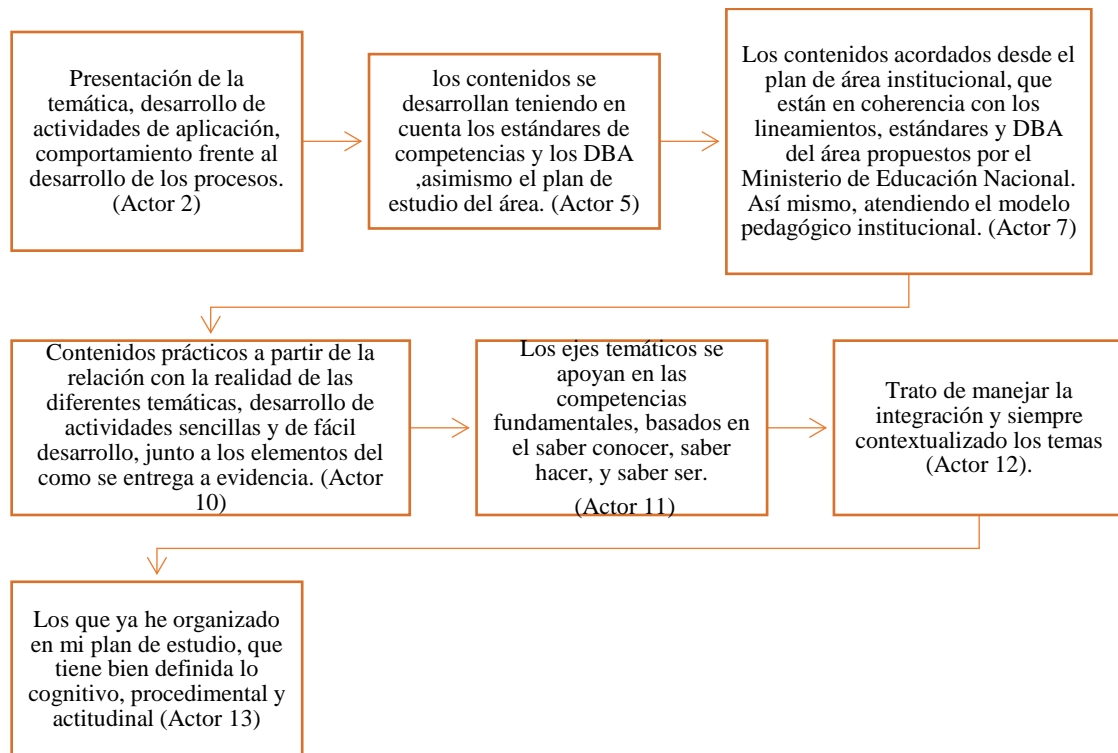 Presentación de la
temática, desarrollo de
actividades de aplicación,
comportamiento frente al
desarrollo de los procesos.
(Actor 2)
los contenidos se
desarrollan teniendo en
cuenta los estándares de
competencias y los DBA
,asimismo el plan de
estudio del área. (Actor 5)
Los contenidos acordados desde el
plan de área institucional, que
están en coherencia con los
lineamientos, estándares y DBA
del área propuestos por el
Ministerio de Educación Nacional.
Así mismo, atendiendo el modelo
pedagógico institucional. (Actor 7)
Contenidos prácticos a partir de la
relación con la realidad de las
diferentes temáticas, desarrollo de
actividades sencillas y de fácil
desarrollo, junto a los elementos del
como se entrega a evidencia. (Actor
10)
Los ejes temáticos se
apoyan en las
competencias
fundamentales, basados
en el saber conocer, saber
hacer, y saber ser.
(Actor 11)
Trato de manejar la
integración y siempre
contextualizado los temas
(Actor 12).
Los que ya he organizado
en mi plan de estudio, que
tiene bien definida lo
cognitivo, procedimental y
actitudinal (Actor 13)